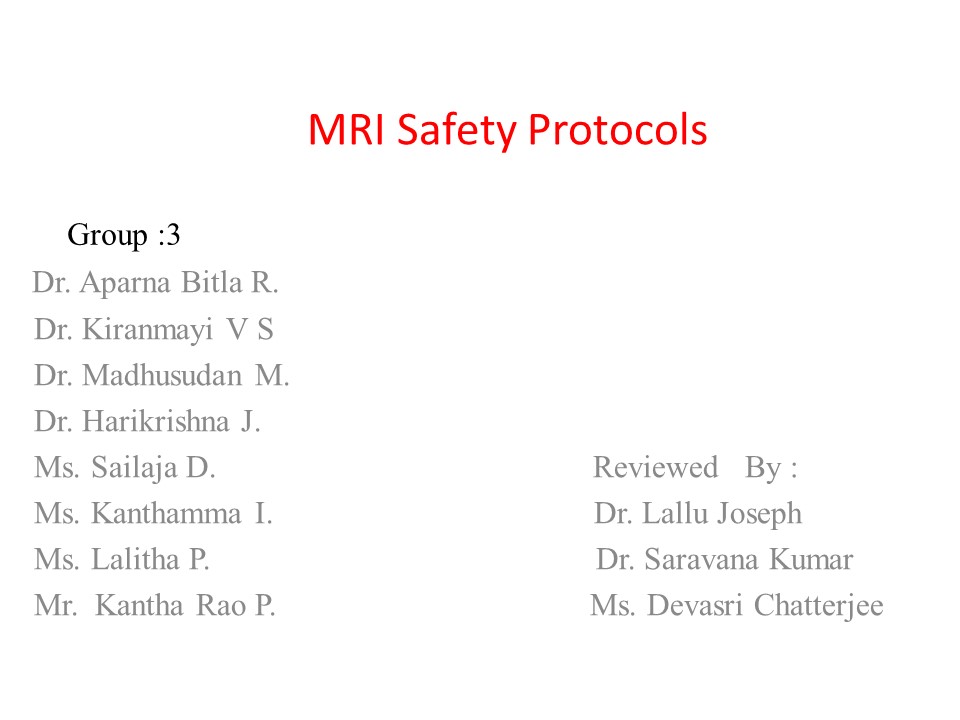 MRI Safety Protocols
Group :3
Dr. Aparna Bitla R.
Dr. Kiranmayi V S
Dr. Madhusudan M.
Dr. Harikrishna J.
Ms. Sailaja D. Reviewed By :
Ms. Kanthamma I. Dr. Lallu Joseph
Ms. Lalitha P. Dr. Saravana Kumar
Mr. Kantha Rao P. Ms. Devasri Chatterjee